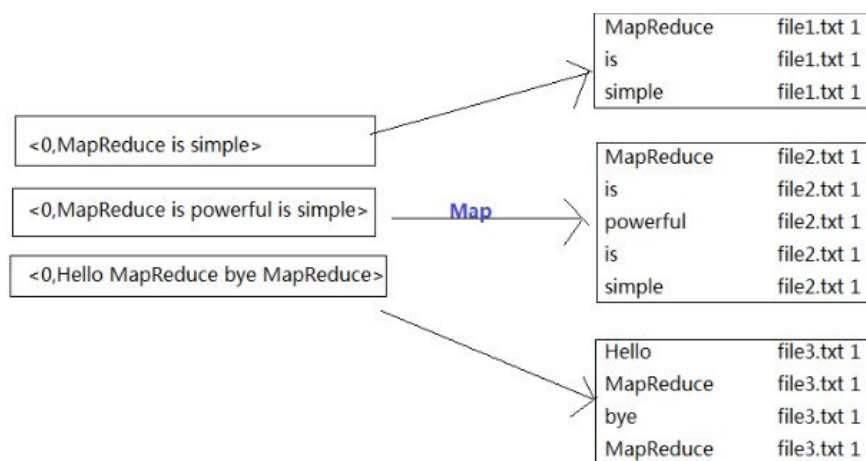 <0,MapReduce is simple>
<0,MapReduce is powerful is simple>
<0,Hello MapReduce bye MapReduce>
Map
MapReduce file1.txt 1
is file1.txt 1
simple file1.txt 1
MapReduce file2.txt 1
is file2.txt 1
powerful file2.txt 1
is file2.txt 1
simple file2.txt 1
Hello file3.txt 1
MapReduce file3.txt 1
bye file3.txt 1
MapReduce file3.txt 1